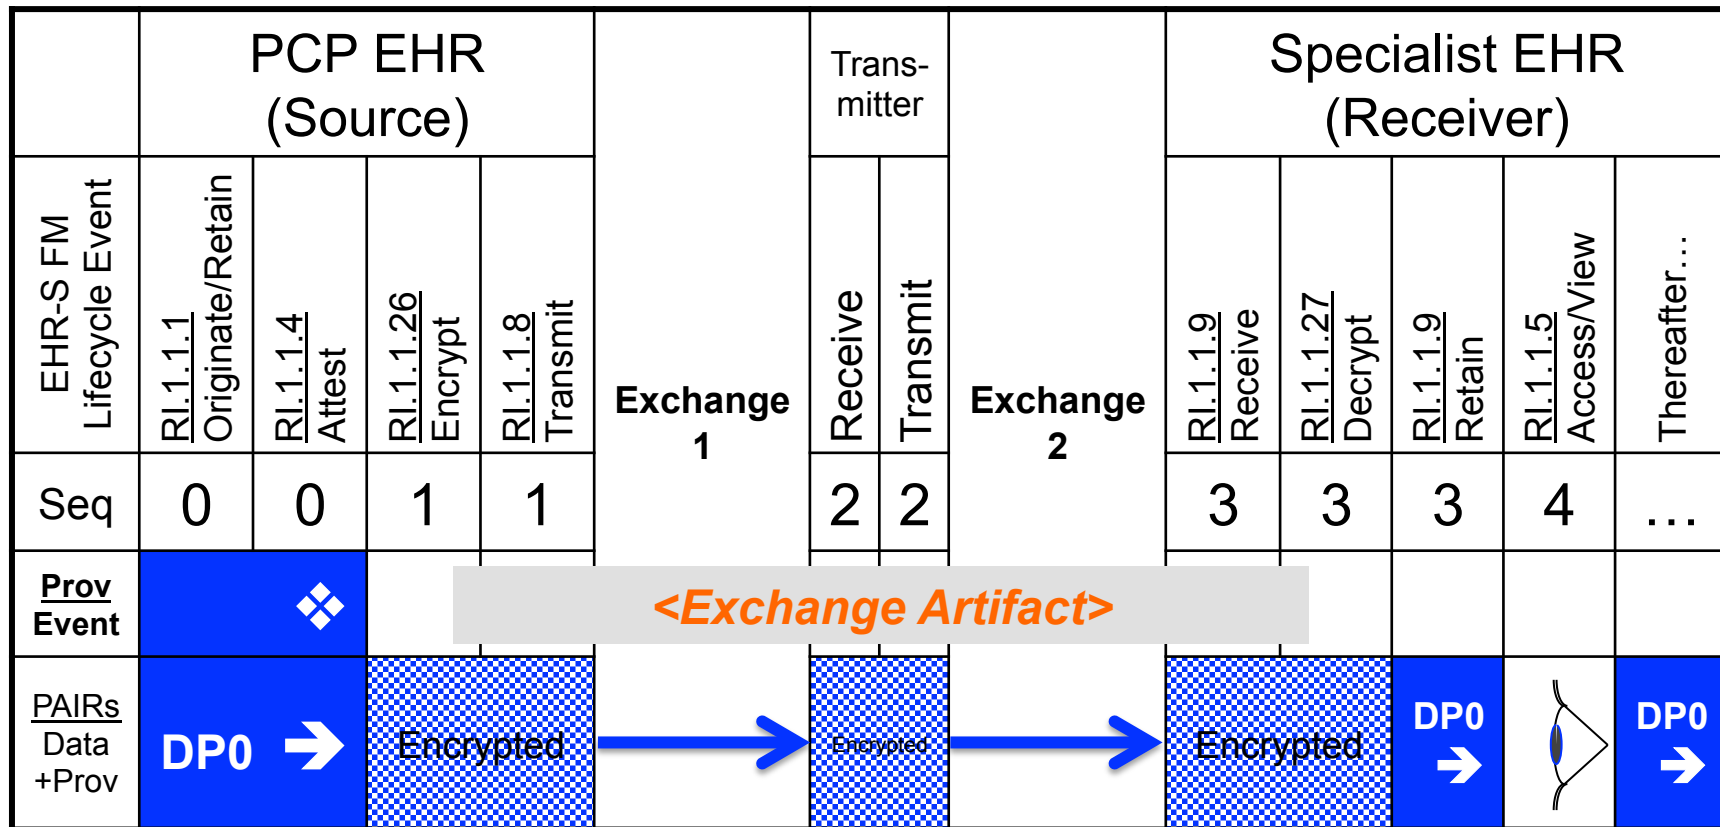 PCP EHR
(Source)
Trans-
mitter
Specialist EHR
(Receiver)
EHR-S FM
Lifecycle Event
RI.1.1.1
Originate/Retain
RI.1.1.4
Attest
RI.1.1.26
Encrypt
RI.1.1.8
Transmit
Exchange
1
Receive
Transmit
Exchange
2
RI.1.1.9
Receive
RI.1.1.27
Decrypt
RI.1.1.9
Retain
RI.1.1.5
Access/View
Thereafter…
Seq 0 0 1 1 2 2 3 3 3 4 …
Prov
Event
<Exchange Artifact>
PAIRs
Data
+Prov
DP0
Encrypted
Encrypted
Encrypted
DP0
DP0